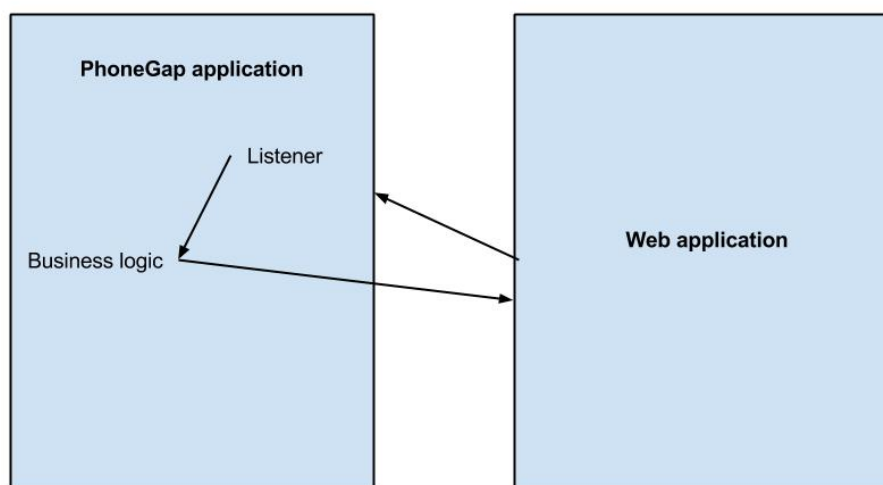 PhoneGap application
Listener
Business logic
Web application